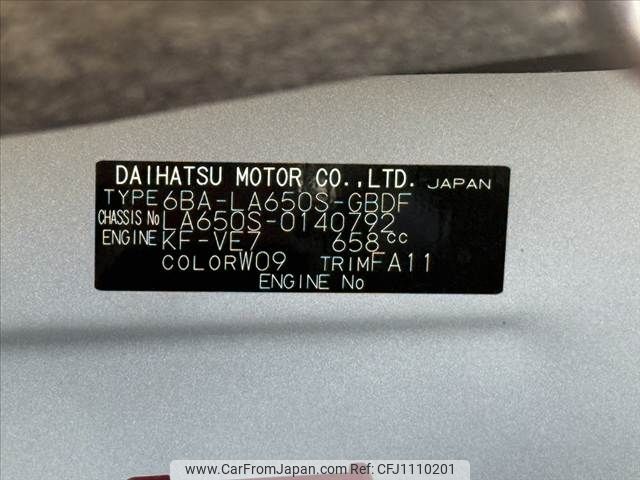 DAIHATSU MOTOR CO.,LTD. JAPAN
TYPE 6BA-LA650S-GBDF
CHASSIS No LA650S-0140792
ENGINE KF-VE7 658cc
COLOR W09 TRIM FA11
ENGINE No
www.CarFromJapan.com | CFJ1110201